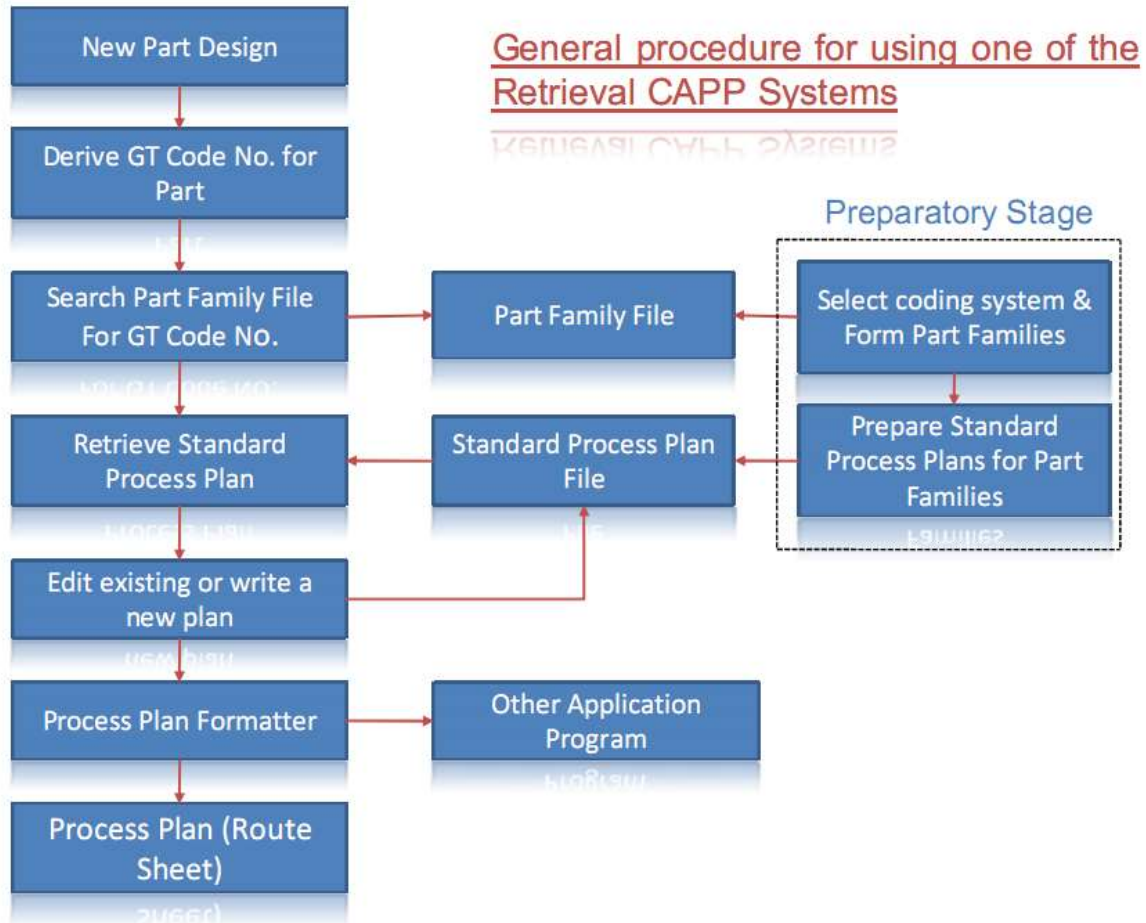 New Part Design
General procedure for using one of the
Retrieval CAPP Systems
Derive GT Code No. for
Part
Preparatory Stage
Search Part Family File
For GT Code No.
Part Family File
Select coding system &
Form Part Families
Retrieve Standard
Process Plan
Standard Process Plan
File
Prepare Standard
Process Plans for Part
Families
Edit existing or write a
new plan
Process Plan Formatter
Other Application
Program
Process Plan (Route
Sheet)